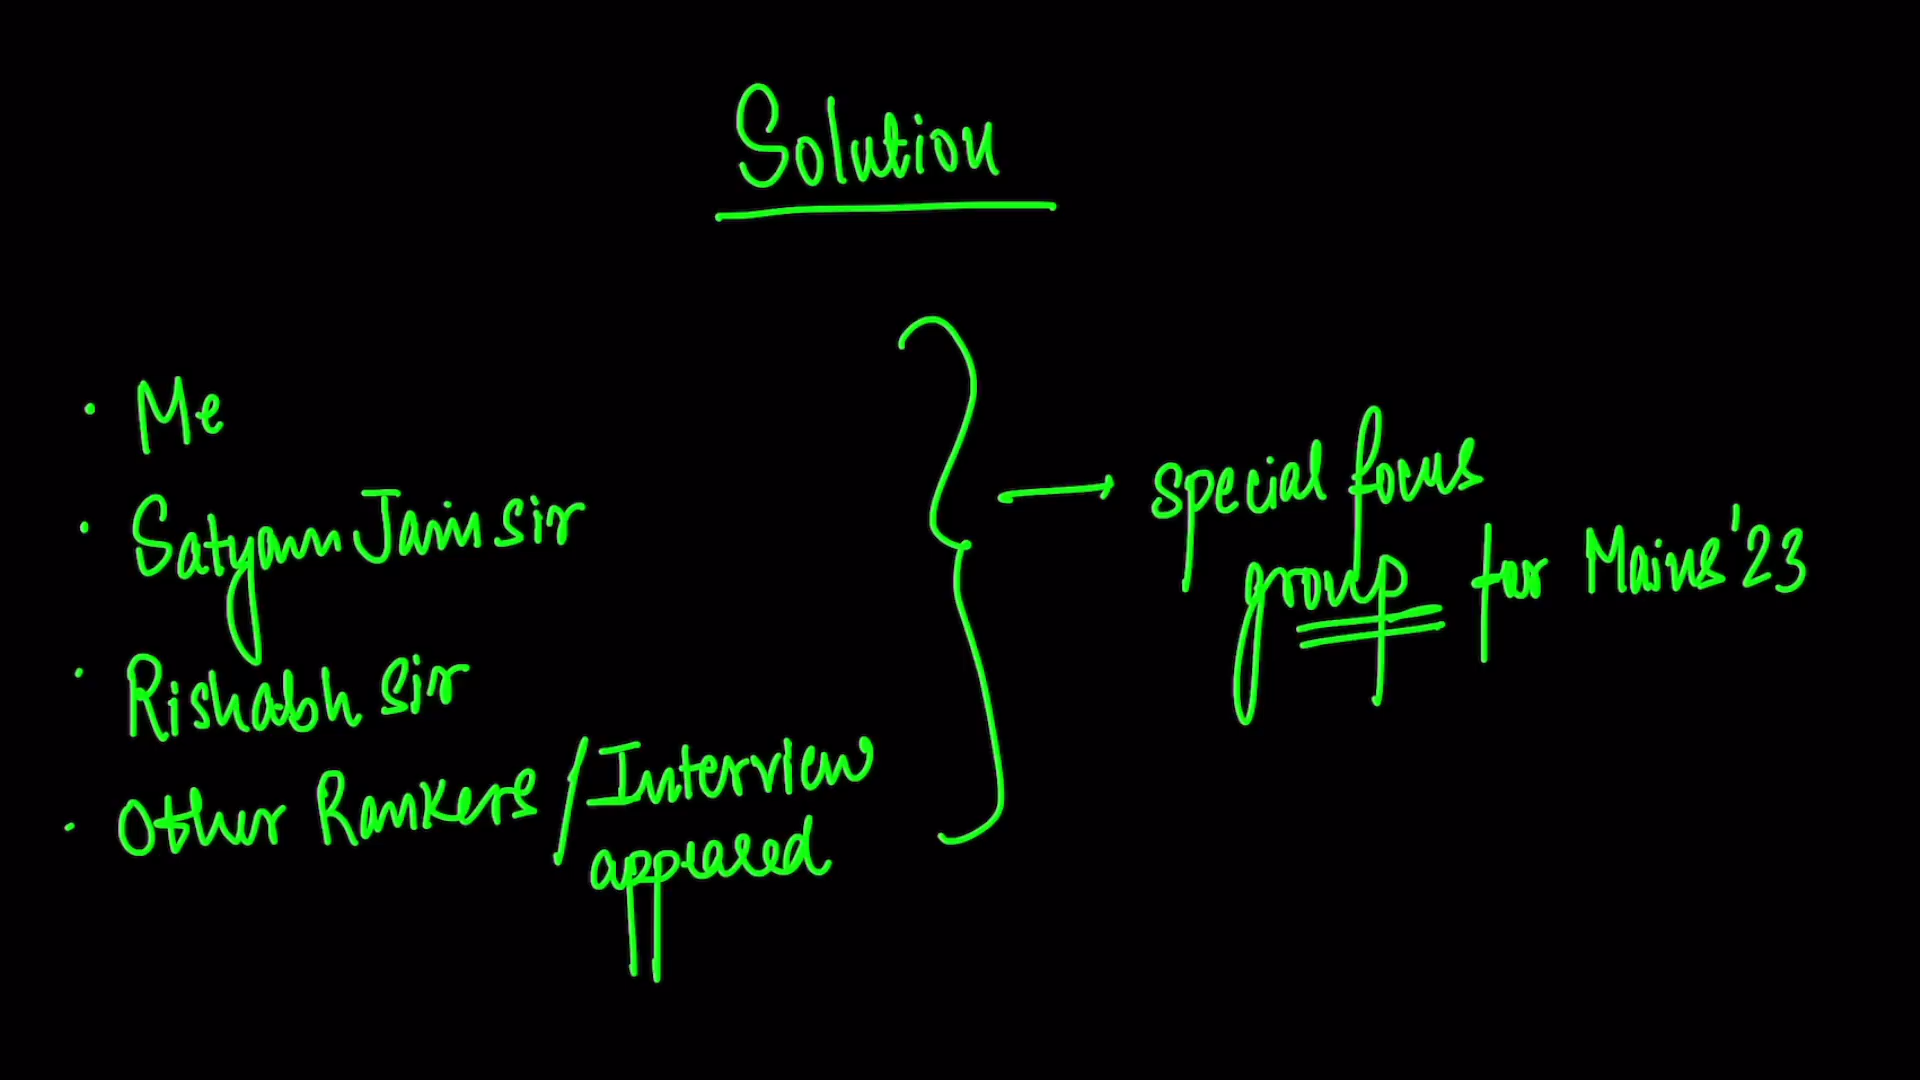 Solution
· Me
· Satyam Jain sir
· Rishabh sir
· Other Rankers / Interview
appeared
→ special focus
group for Mains'23